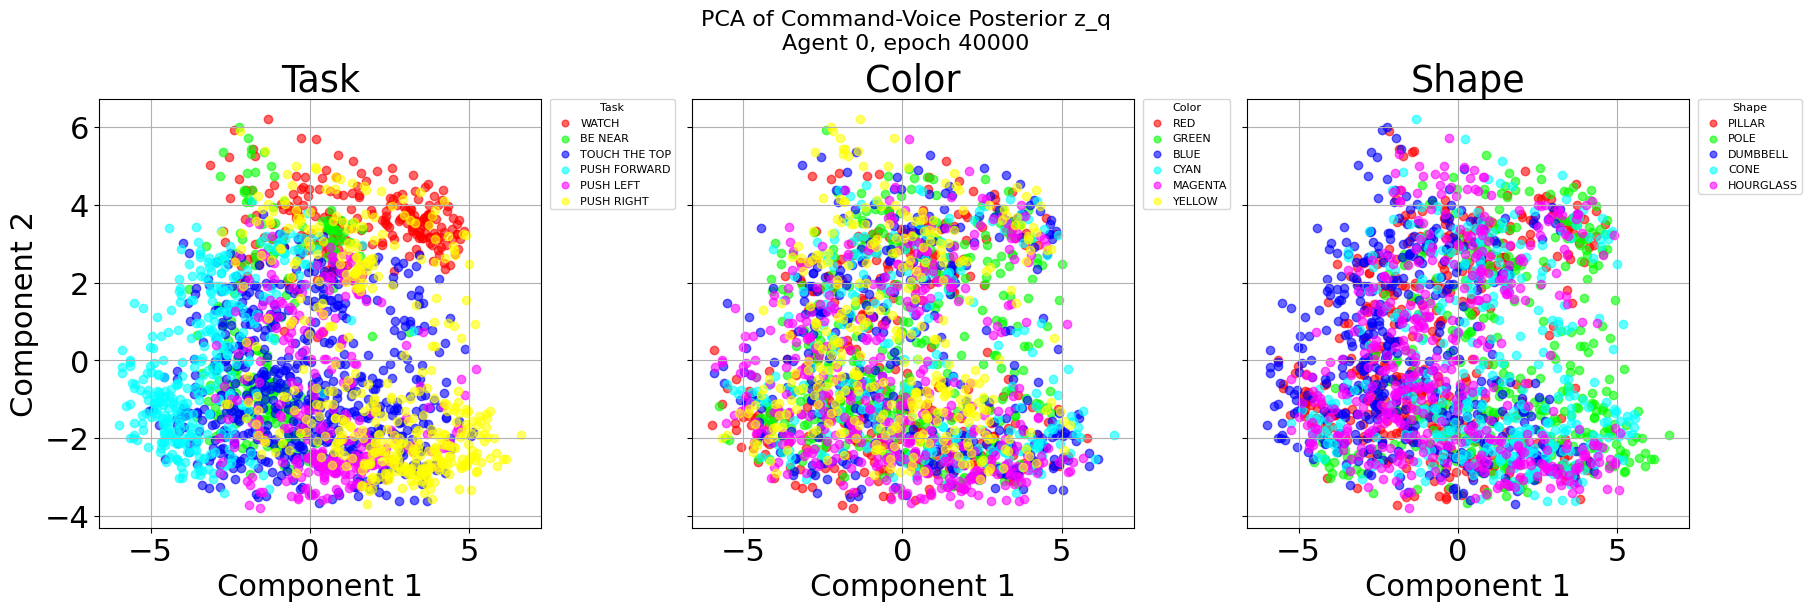 PCA of Command-Voice Posterior z_q
Agent 0, epoch 40000
Task
Component 2
6
4
2
0
−2
−4
−5
0
5
Component 1
Task
WATCH
BE NEAR
TOUCH THE TOP
PUSH FORWARD
PUSH LEFT
PUSH RIGHT
Color
−5
0
5
Component 1
Color
RED
GREEN
BLUE
CYAN
MAGENTA
YELLOW
Shape
−5
0
5
Component 1
Shape
PILLAR
POLE
DUMBBELL
CONE
HOURGLASS